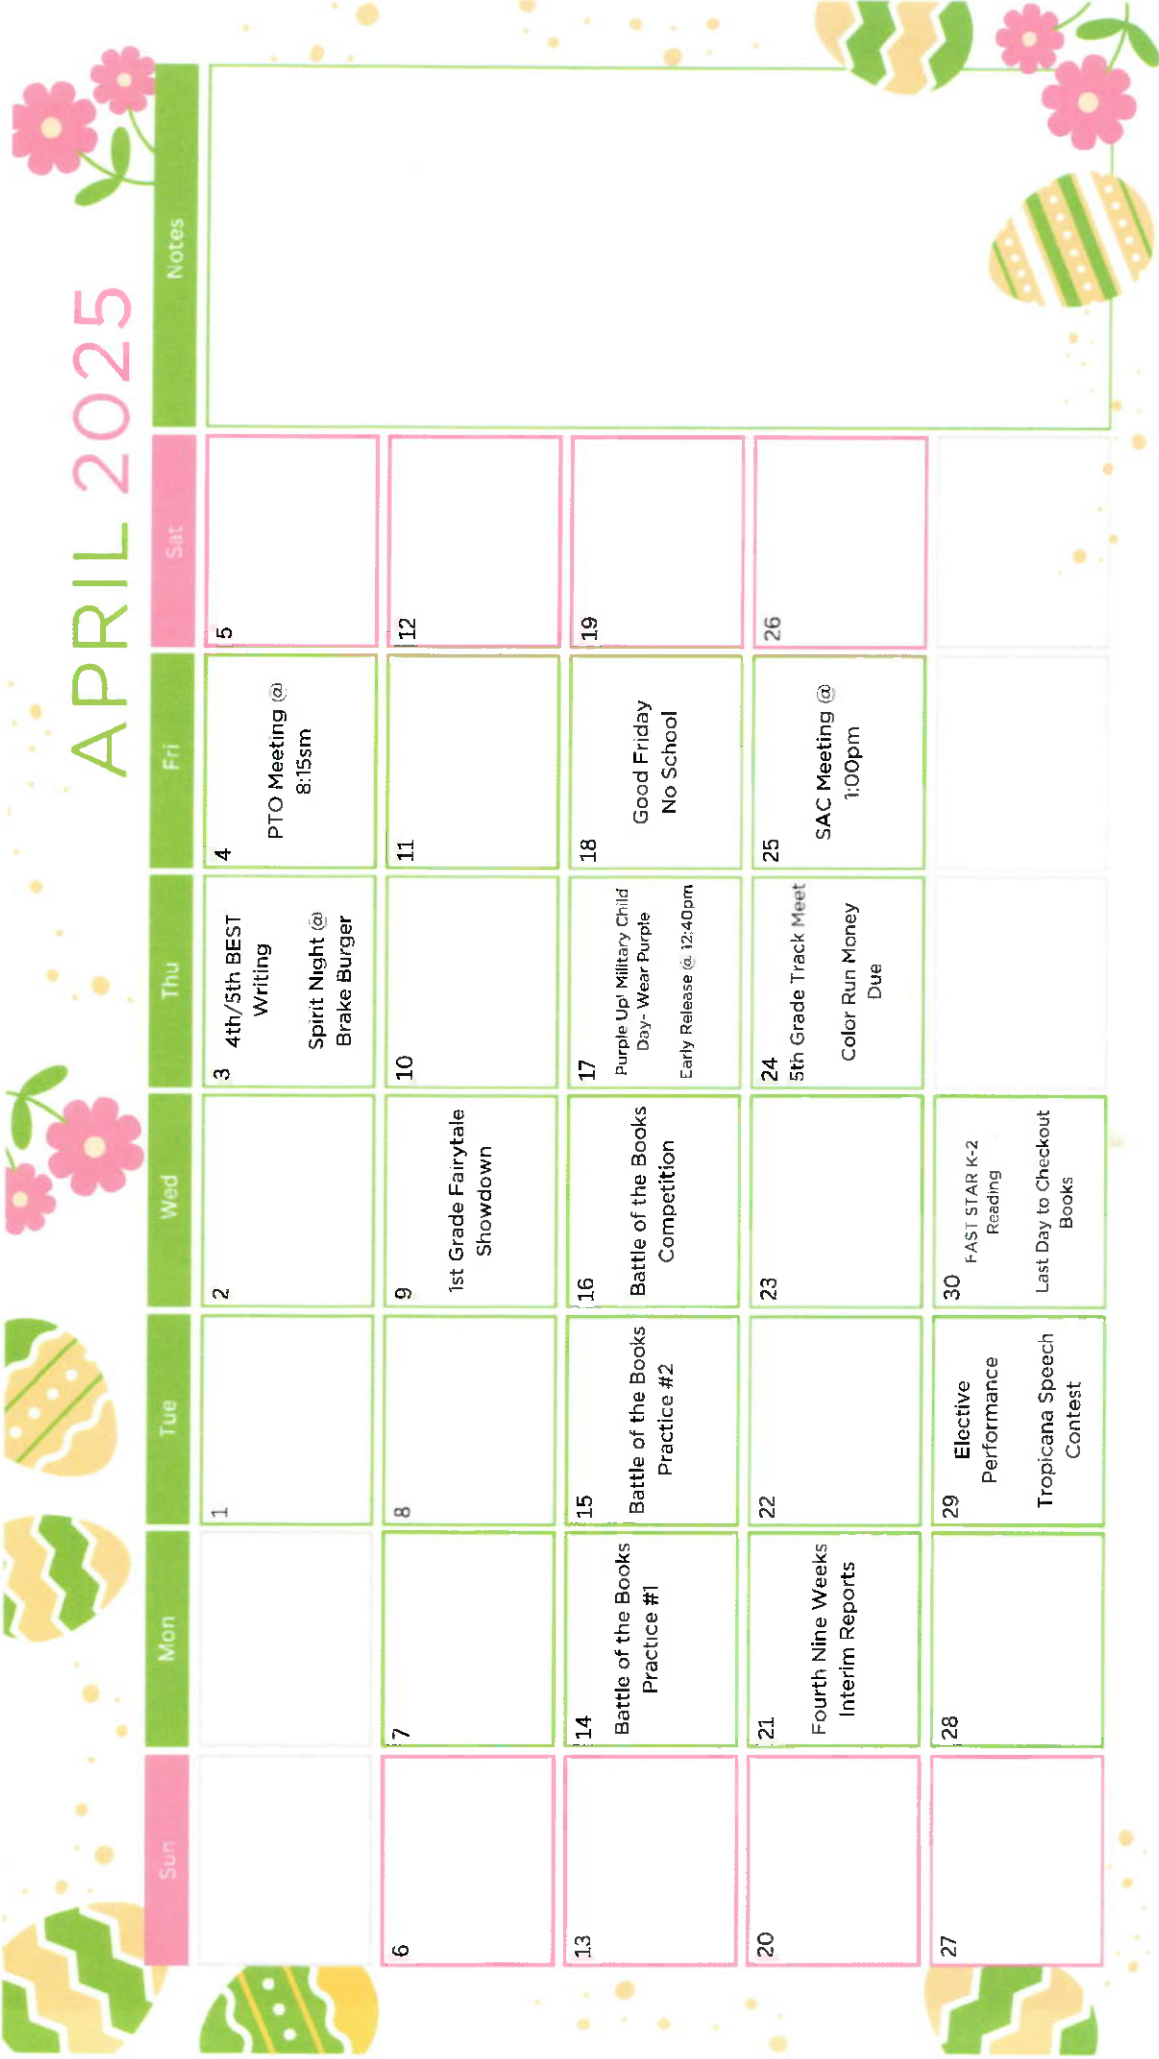 APRIL 2025
Sun Mon Tue Wed Thu Fri Sat Notes
1
2
3
4th/5th BEST
Writing
Spirit Night @
Brake Burger
4
PTO Meeting @
8:15sm
5
6
7
8
9
1st Grade Fairytale
Showdown
10
11
12
13
14
Battle of the Books
Practice #1
15
Battle of the Books
Practice #2
16
Battle of the Books
Competition
17
Purple Up! Military Child
Day- Wear Purple
Early Release @ 12:40pm
18
Good Friday
No School
19
20
21
Fourth Nine Weeks
Interim Reports
22
23
24
5th Grade Track Meet
Color Run Money
Due
25
SAC Meeting @
1:00pm
26
27
28
29
Elective
Performance
Tropicana Speech
Contest
30
FAST STAR K-2
Reading
Last Day to Checkout
Books